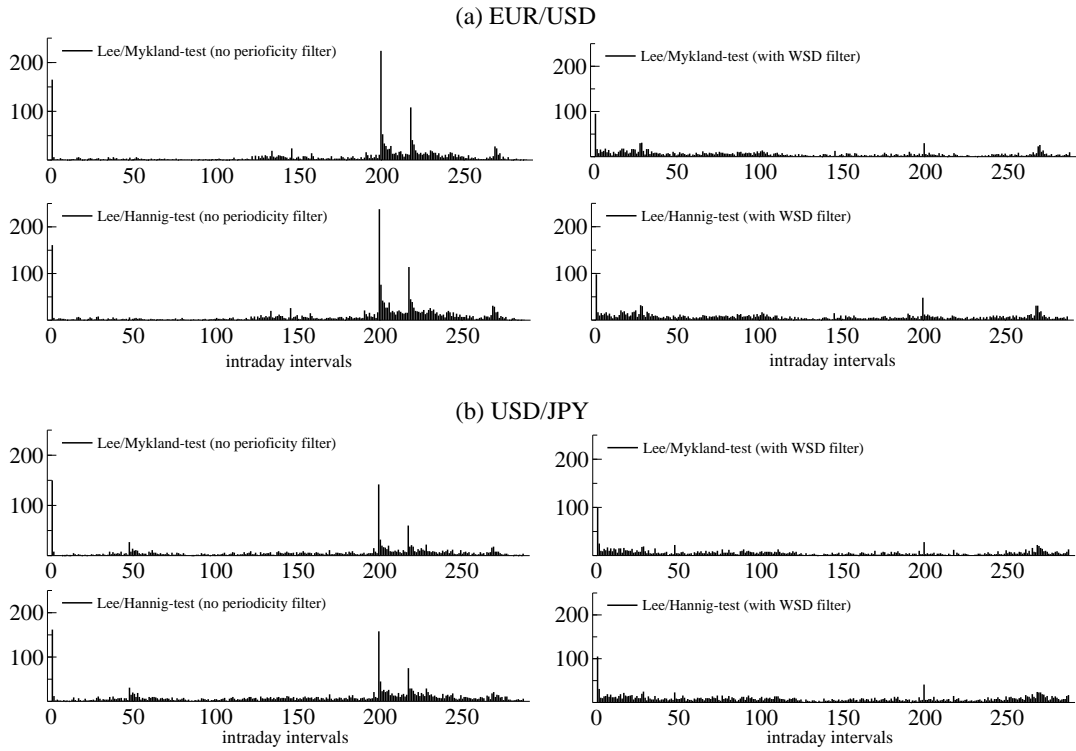 (a) EUR/USD
Lee/Mykland-test (no perioficity filter)
200
100
0 50 100 150 200 250
Lee/Mykland-test (with WSD filter)
200
100
0 50 100 150 200 250
Lee/Hannig-test (no periodicity filter)
200
100
0 50 100 150 200 250
intraday intervals
Lee/Hannig-test (with WSD filter)
200
100
0 50 100 150 200 250
intraday intervals
(b) USD/JPY
Lee/Mykland-test (no perioficity filter)
200
100
0 50 100 150 200 250
Lee/Mykland-test (with WSD filter)
200
100
0 50 100 150 200 250
Lee/Hannig-test (no periodicity filter)
200
100
0 50 100 150 200 250
intraday intervals
Lee/Hannig-test (with WSD filter)
200
100
0 50 100 150 200 250
intraday intervals